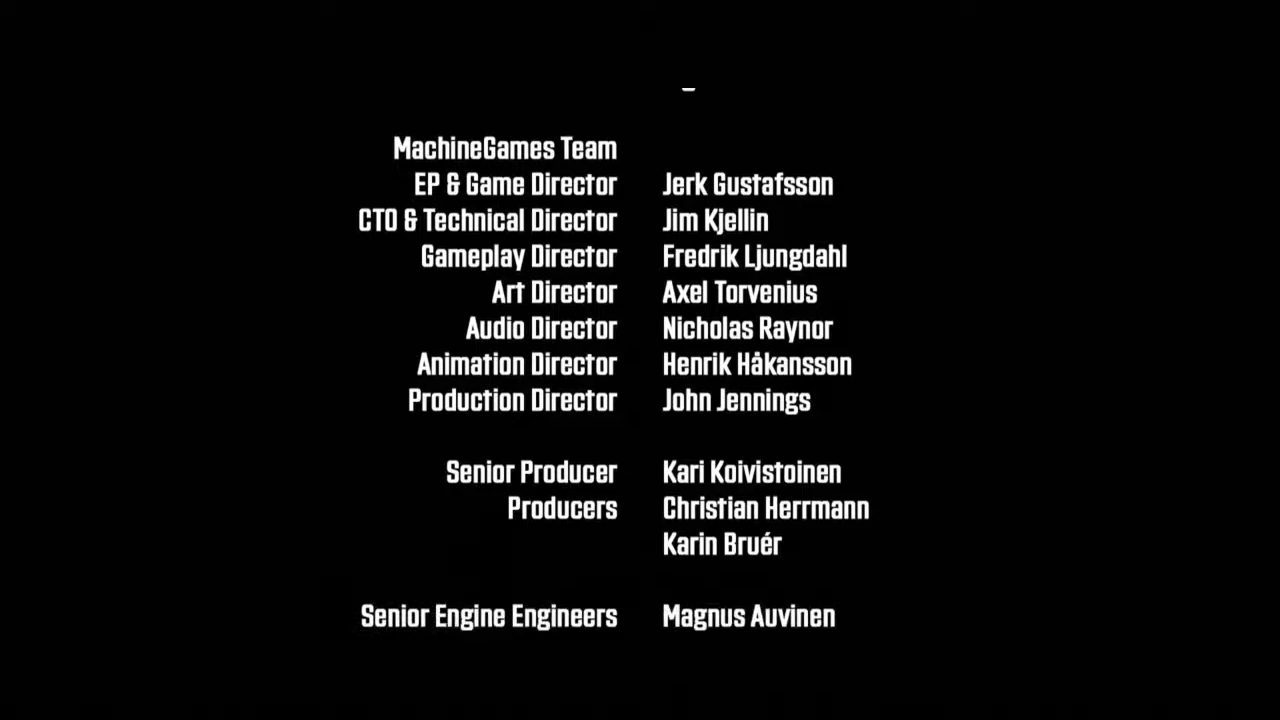 MachineGames Team
EP & Game Director Jerk Gustafsson
CTO & Technical Director Jim Kjellin
Gameplay Director Fredrik Ljungdahl
Art Director Axel Torvenius
Audio Director Nicholas Raynor
Animation Director Henrik Håkansson
Production Director John Jennings
Senior Producer Kari Koivistoinen
Producers Christian Herrmann
Karin Bruér
Senior Engine Engineers Magnus Auvinen